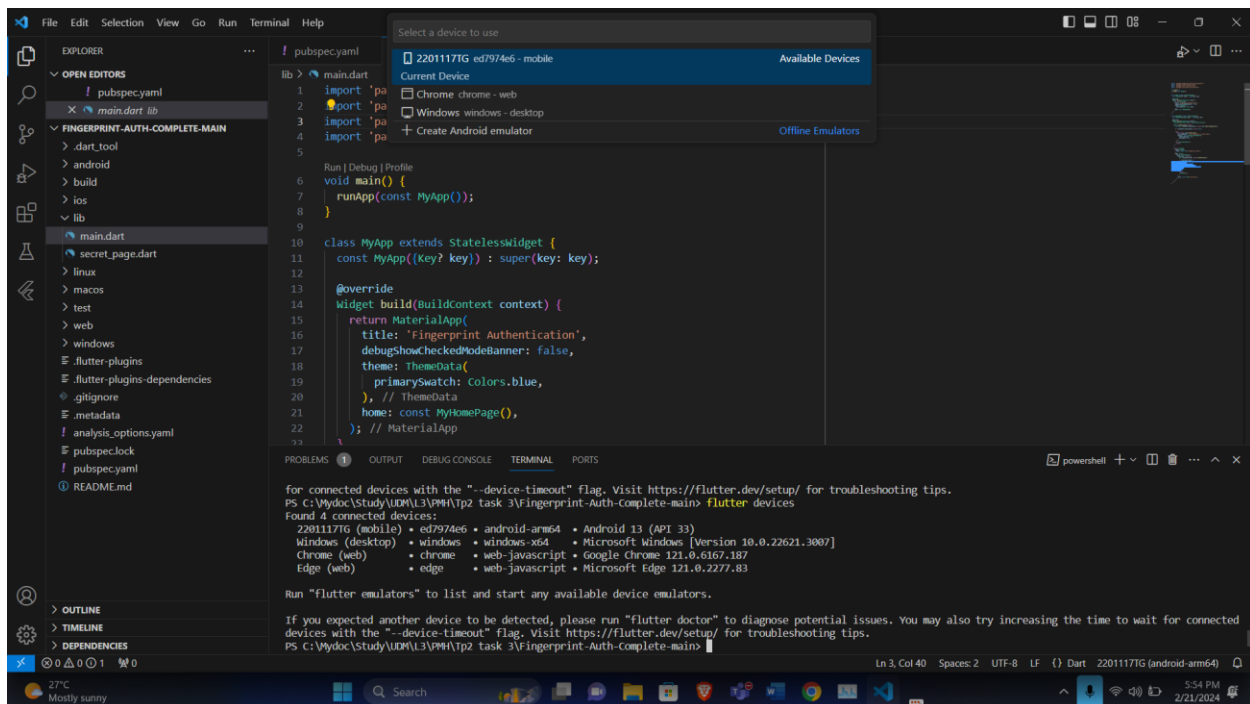 File Edit Selection View Go Run Terminal Help
Select a device to use
2201117TG ed7974e6 - mobile Available Devices
Current Device
Chrome chrome - web
Windows windows - desktop
+ Create Android emulator Offline Emulators
EXPLORER ...
OPEN EDITORS
! pubspec.yaml
X main.dart lib
FINGERPRINT-AUTH-COMPLETE-MAIN
> .dart_tool
> android
> build
> ios
lib
main.dart
secret_page.dart
> linux
> macos
> test
> web
> windows
.flutter-plugins
.flutter-plugins-dependencies
.gitignore
.metadata
! analysis_options.yaml
pubspec.lock
! pubspec.yaml
README.md
> OUTLINE
> TIMELINE
> DEPENDENCIES
! pubspec.yaml
lib > main.dart
1 import 'pa
2 import 'pa
3 import 'pa
4 import 'pa
5
Run | Debug | Profile
6 void main() {
7 runApp(const MyApp());
8 }
9
10 class MyApp extends StatelessWidget {
11 const MyApp({Key? key}) : super(key: key);
12
13 @override
14 Widget build(BuildContext context) {
15 return MaterialApp(
16 title: 'Fingerprint Authentication',
17 debugShowCheckedModeBanner: false,
18 theme: ThemeData(
19 primarySwatch: Colors.blue,
20 ), // ThemeData
21 home: const MyHomePage(),
22 ); // MaterialApp
23 }
PROBLEMS 1 OUTPUT DEBUG CONSOLE TERMINAL PORTS powershell
for connected devices with the "--device-timeout" flag. Visit https://flutter.dev/setup/ for troubleshooting tips.
PS C:\Mydoc\Study\UDM\L3\PMH\Tp2 task 3\Fingerprint-Auth-Complete-main> flutter devices
Found 4 connected devices:
2201117TG (mobile) • ed7974e6 • android-arm64 • Android 13 (API 33)
Windows (desktop) • windows • windows-x64 • Microsoft Windows [Version 10.0.22621.3007]
Chrome (web) • chrome • web-javascript • Google Chrome 121.0.6167.187
Edge (web) • edge • web-javascript • Microsoft Edge 121.0.2277.83
Run "flutter emulators" to list and start any available device emulators.
If you expected another device to be detected, please run "flutter doctor" to diagnose potential issues. You may also try increasing the time to wait for connected
devices with the "--device-timeout" flag. Visit https://flutter.dev/setup/ for troubleshooting tips.
PS C:\Mydoc\Study\UDM\L3\PMH\Tp2 task 3\Fingerprint-Auth-Complete-main>
0 0 1 0 Ln 3, Col 40 Spaces: 2 UTF-8 LF {} Dart 2201117TG (android-arm64)
27°C
Mostly sunny
Search
5:54 PM
2/21/2024